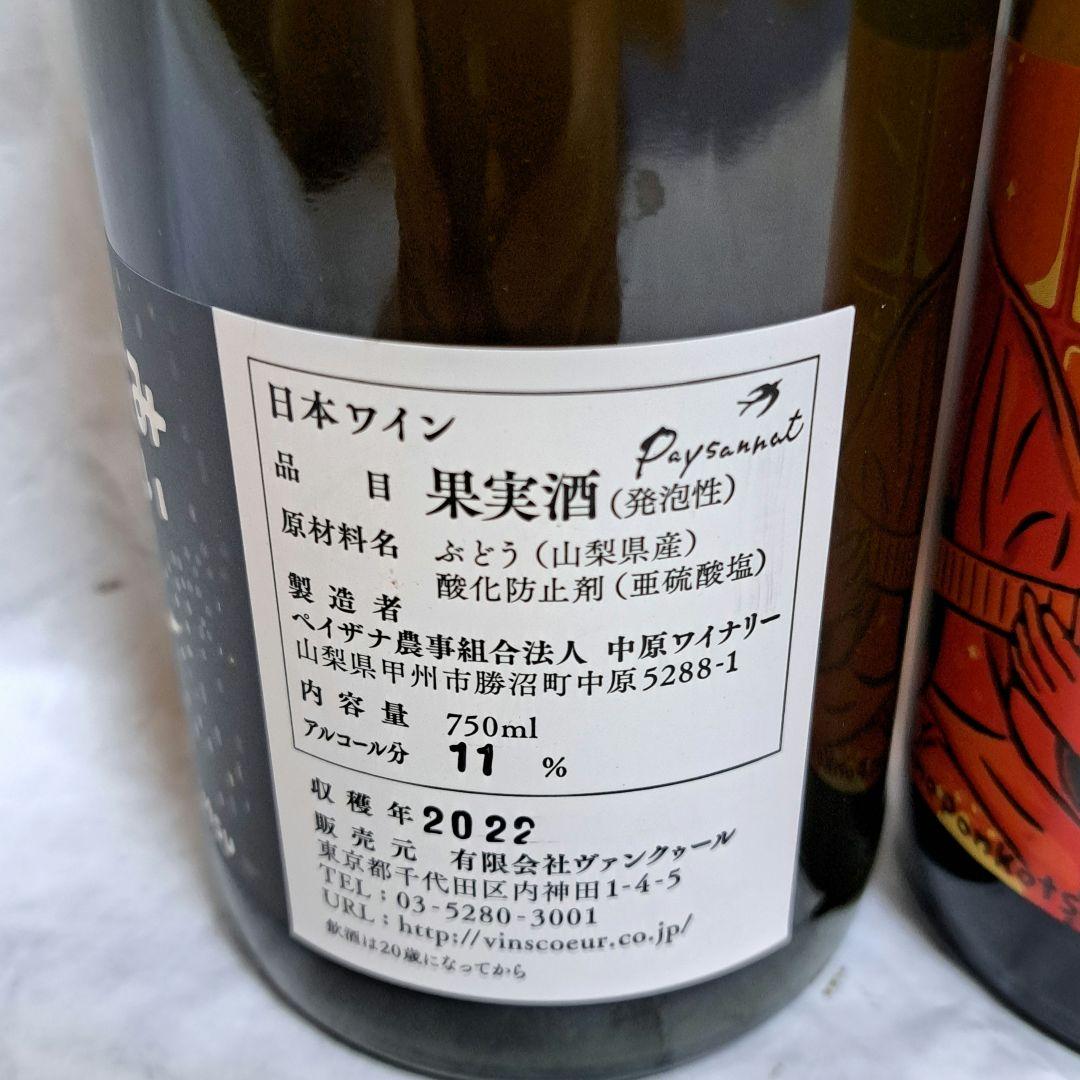 日本ワイン
Paysannat
品目 果実酒(発泡性)
原材料名 ぶどう(山梨県産)
酸化防止剤(亜硫酸塩)
製造者
ペイザナ農事組合法人 中原ワイナリー
山梨県甲州市勝沼町中原5288-1
内容量 750ml
アルコール分 11 %
収穫年 2022
販売元 有限会社ヴァンクゥール
東京都千代田区内神田1-4-5
TEL:03-5280-3001
URL:http://vinscoeur.co.jp/
飲酒は20歳になってから
み